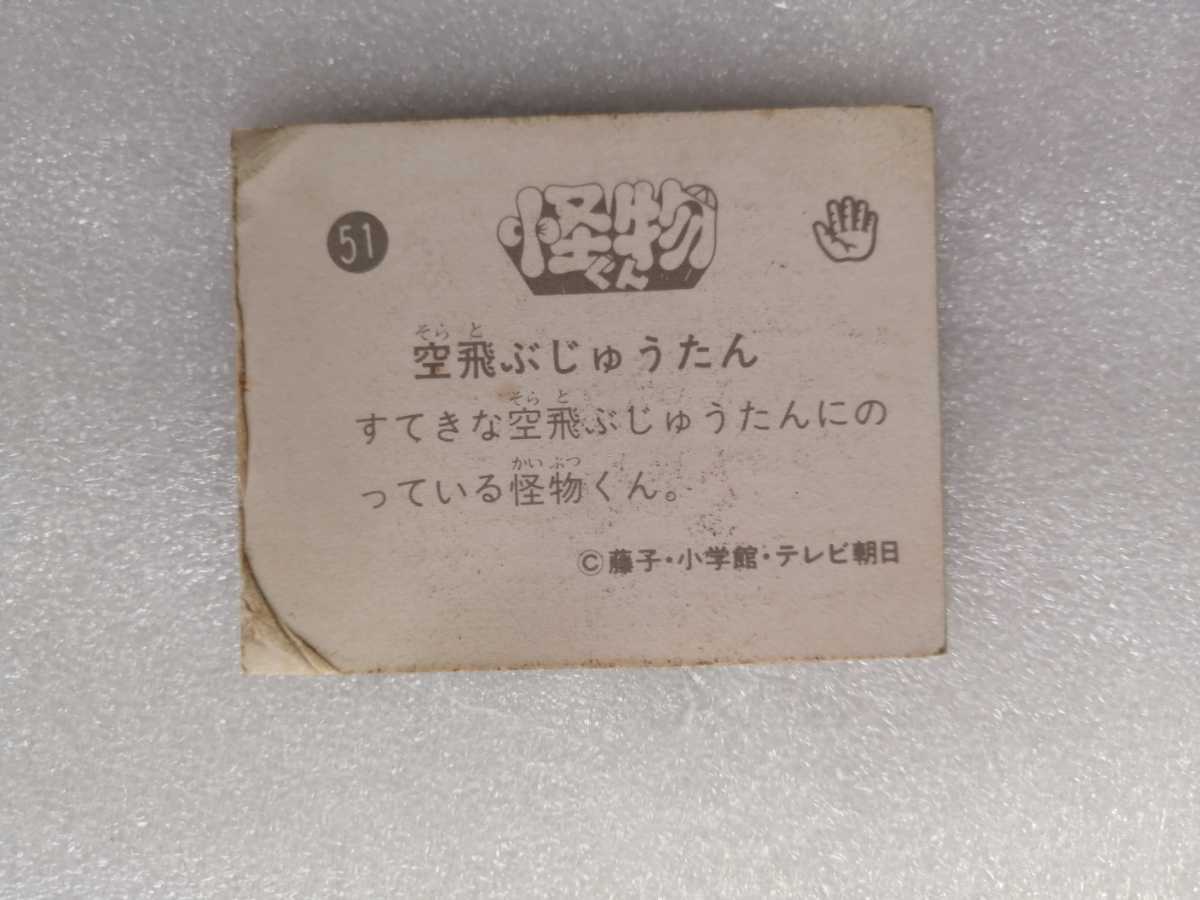 51
怪物くん
空飛ぶじゅうたん
すてきな空飛ぶじゅうたんにの
っている怪物くん。
©藤子・小学館・テレビ朝日